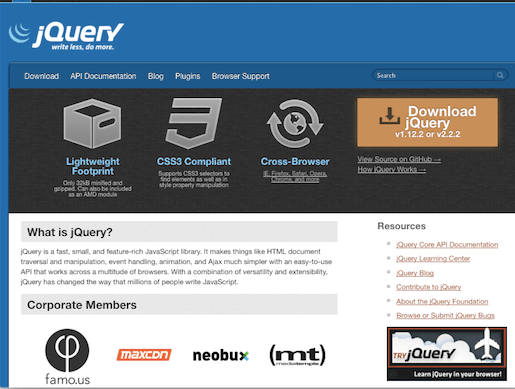 jQuery
write less, do more.
Download API Documentation Blog Plugins Browser Support
Search
Lightweight
Footprint
Only 32kB minified and
gzipped. Can also be included
as an AMD module
CSS3 Compliant
Supports CSS3 selectors to
find elements as well as in
style property manipulation
Cross-Browser
IE, Firefox, Safari, Opera,
Chrome, and more
Download
jQuery
v1.12.2 or v2.2.2
View Source on GitHub →
How jQuery Works →
What is jQuery?
jQuery is a fast, small, and feature-rich JavaScript library. It makes things like HTML document
traversal and manipulation, event handling, animation, and Ajax much simpler with an easy-to-use
API that works across a multitude of browsers. With a combination of versatility and extensibility,
jQuery has changed the way that millions of people write JavaScript.
Corporate Members
famo.us
maxcdn
neobux
(mt)
mediatemple
Resources
jQuery Core API Documentation
jQuery Learning Center
jQuery Blog
Contribute to jQuery
About the jQuery Foundation
Browse or Submit jQuery Bugs
TRY jQuery
Learn jQuery in your browser!